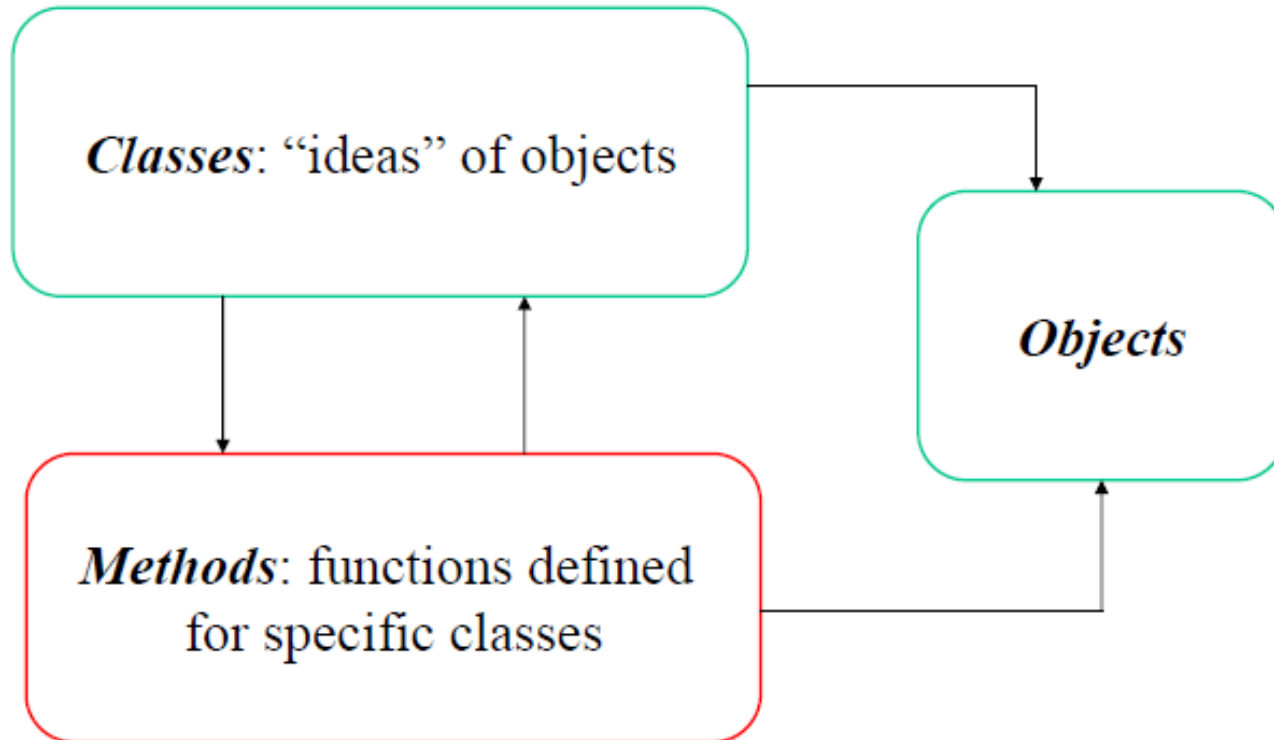 Classes: “ideas” of objects
Objects
Methods: functions defined
for specific classes